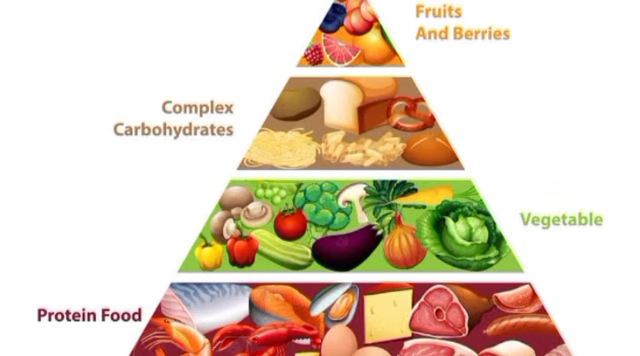 Fruits
And Berries
Complex
Carbohydrates
Vegetable
Protein Food